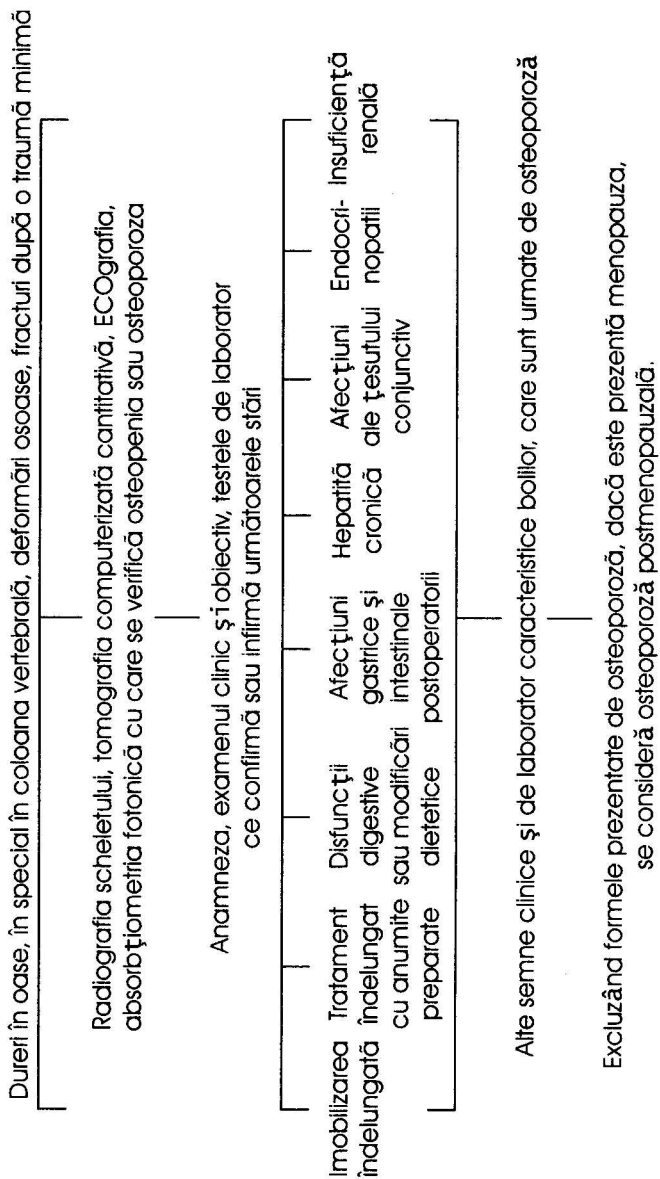 Dureri în oase, în special în coloana vertebrală, deformări osoase, fracturi după o traumă minimă
Radiografia scheletului, tomografia computerizată cantitativă, ECOgrafia,
absorbțiometria fotonică cu care se verifică osteopenia sau osteoporoza
Anamneza, examenul clinic și obiectiv, testele de laborator
ce confirmă sau infirmă următoarele stări
Imobilizarea
îndelungată
Tratament
îndelungat
cu anumite
preparate
Disfuncții
digestive
sau modificări
dietetice
Afecțiuni
gastrice și
intestinale
postoperatorii
Hepatită
cronică
Afecțiuni
ale țesutului
conjunctiv
Endocri-
nopatii
Insuficiență
renală
Alte semne clinice și de laborator caracteristice bolilor, care sunt urmate de osteoporoză
Excluzând formele prezentate de osteoporoză, dacă este prezentă menopauza,
se consideră osteoporoză postmenopauzală.